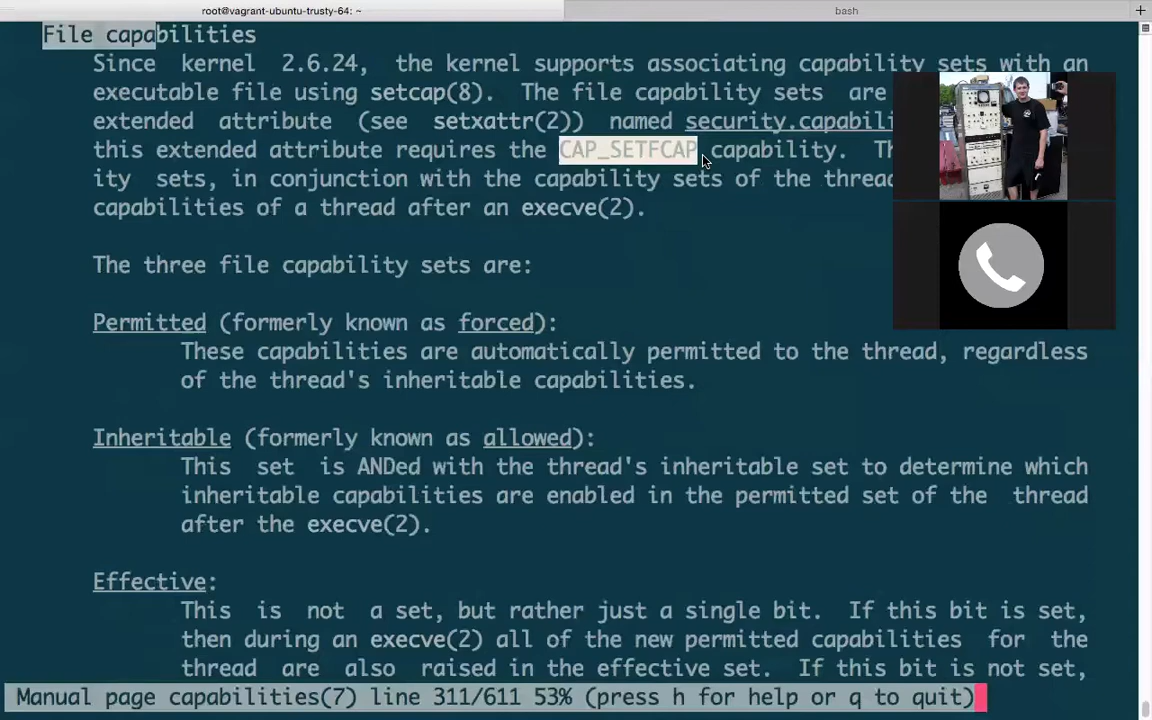 root@vagrant-ubuntu-trusty-64: ~
bash
File capabilities
Since kernel 2.6.24, the kernel supports associating capability sets with an
executable file using setcap(8). The file capability sets are
extended attribute (see setxattr(2)) named security.capabili
this extended attribute requires the CAP_SETFCAP capability. Th
ity sets, in conjunction with the capability sets of the thread
capabilities of a thread after an execve(2).
The three file capability sets are:
Permitted (formerly known as forced):
These capabilities are automatically permitted to the thread, regardless
of the thread's inheritable capabilities.
Inheritable (formerly known as allowed):
This set is ANDed with the thread's inheritable set to determine which
inheritable capabilities are enabled in the permitted set of the thread
after the execve(2).
Effective:
This is not a set, but rather just a single bit. If this bit is set,
then during an execve(2) all of the new permitted capabilities for the
thread are also raised in the effective set. If this bit is not set,
Manual page capabilities(7) line 311/611 53% (press h for help or q to quit)